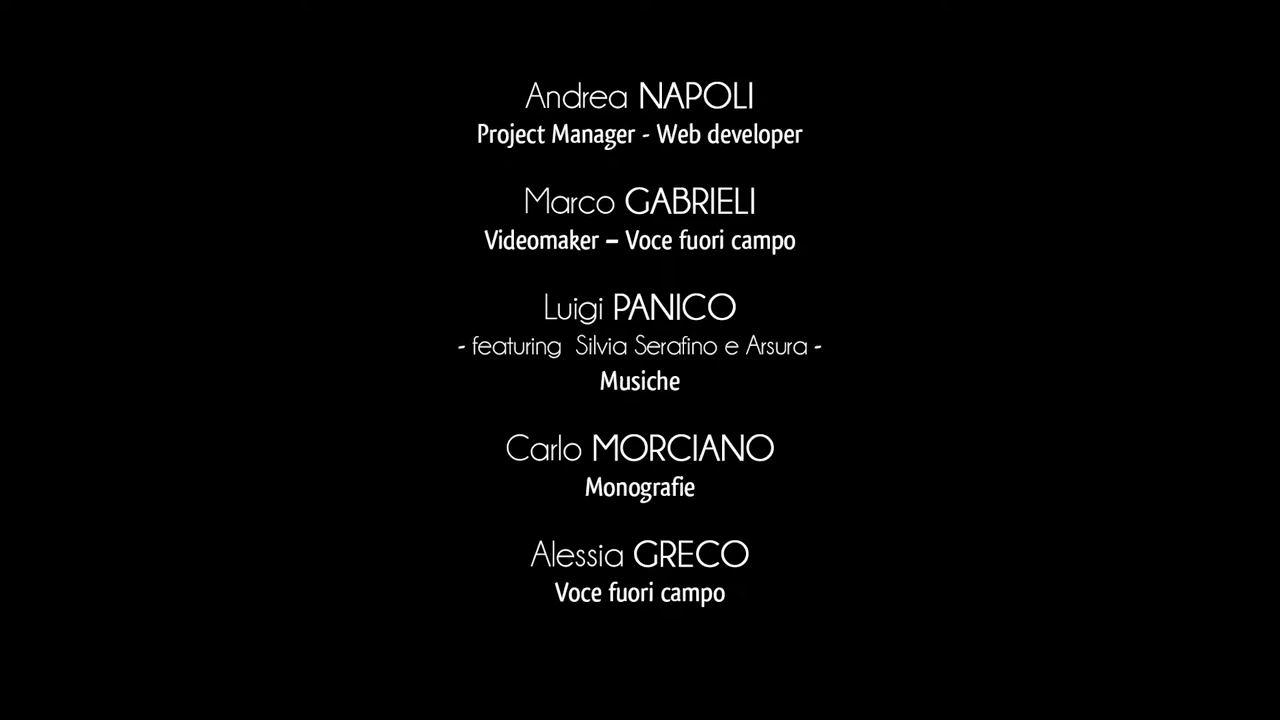 Andrea NAPOLI
Project Manager - Web developer
Marco GABRIELI
Videomaker – Voce fuori campo
Luigi PANICO
- featuring Silvia Serafino e Arsura -
Musiche
Carlo MORCIANO
Monografie
Alessia GRECO
Voce fuori campo